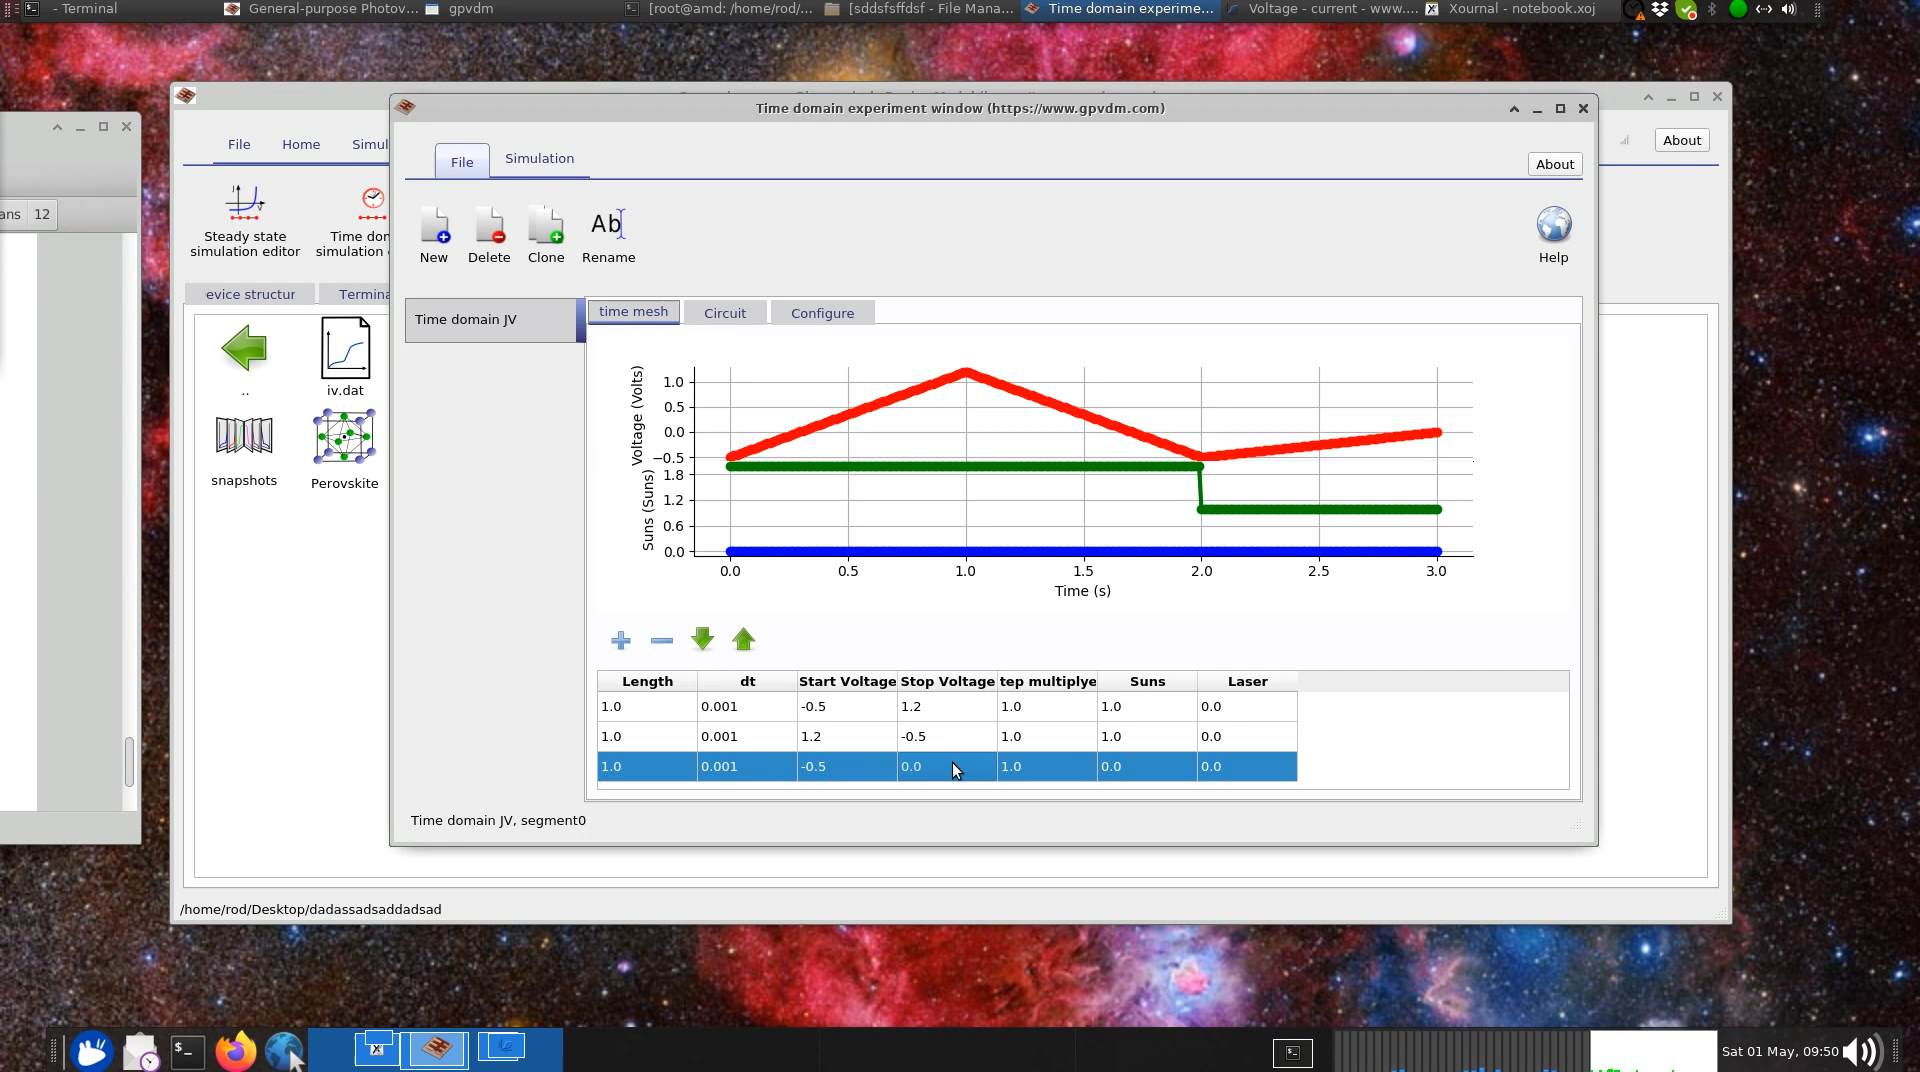 - Terminal
General-purpose Photov...
gpvdm
[root@amd: /home/rod/...
[sddsfsffdsf - File Mana...
Time domain experime...
Voltage - current - www....
Xournal - notebook.xoj
Time domain experiment window (https://www.gpvdm.com)
File
Home
Simul
About
File
Simulation
About
ans
12
Steady state
simulation editor
Time don
simulation
New
Delete
Clone
Ab
Rename
Help
evice structur
Termina
Time domain JV
time mesh
Circuit
Configure
..
iv.dat
snapshots
Perovskite
Voltage (Volts)
1.0
0.5
0.0
−0.5
Suns (Suns)
1.8
1.2
0.6
0.0
0.0 0.5 1.0 1.5 2.0 2.5 3.0
Time (s)
Length dt Start Voltage Stop Voltage tep multiplye Suns Laser
1.0 0.001 -0.5 1.2 1.0 1.0 0.0
1.0 0.001 1.2 -0.5 1.0 1.0 0.0
1.0 0.001 -0.5 0.0 1.0 0.0 0.0
Time domain JV, segment0
/home/rod/Desktop/dadassadsaddadsad
Sat 01 May, 09:50